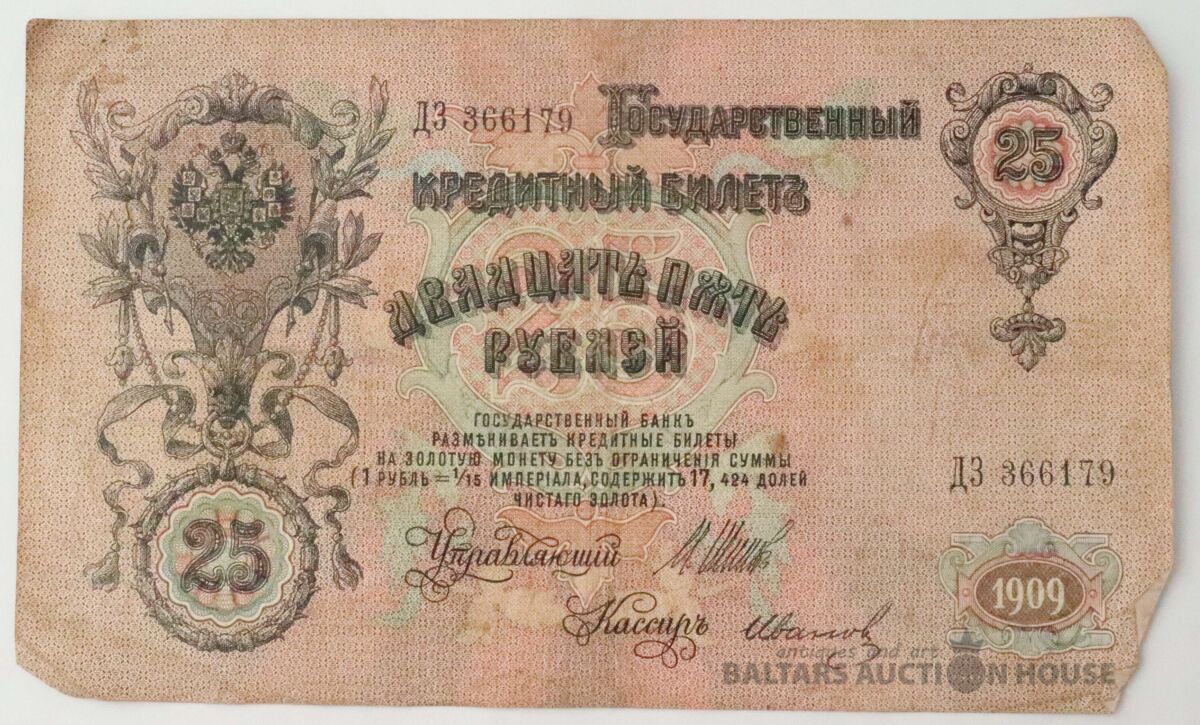 ДЗ 366179 Государственный
25
кредитный билетъ
Двадцать пять
рублей
ГОСУДАРСТВЕННЫЙ БАНКЪ
РАЗМѢНИВАЕТЪ КРЕДИТНЫЕ БИЛЕТЫ
НА ЗОЛОТУЮ МОНЕТУ БЕЗЪ ОГРАНИЧЕНІЯ СУММЫ
(1 РУБЛЬ = 1/15 ИМПЕРІАЛА, СОДЕРЖИТЪ 17, 424 ДОЛЕЙ
ЧИСТАГО ЗОЛОТА)
ДЗ 366179
25
Управляющій
Кассиръ Иванов
1909
antiques and art
BALTARS AUCTION HOUSE